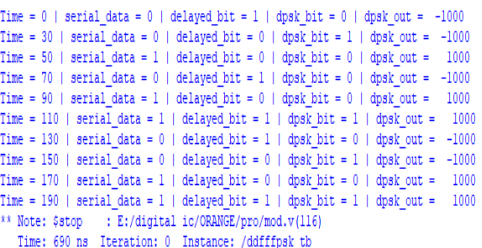 Time = 0 | serial_data = 0 | delayed_bit = 1 | dpsk_bit = 0 | dpsk_out = -1000
Time = 30 | serial_data = 0 | delayed_bit = 0 | dpsk_bit = 1 | dpsk_out = -1000
Time = 50 | serial_data = 1 | delayed_bit = 0 | dpsk_bit = 0 | dpsk_out = 1000
Time = 70 | serial_data = 0 | delayed_bit = 1 | dpsk_bit = 0 | dpsk_out = -1000
Time = 90 | serial_data = 1 | delayed_bit = 0 | dpsk_bit = 0 | dpsk_out = 1000
Time = 110 | serial_data = 1 | delayed_bit = 1 | dpsk_bit = 1 | dpsk_out = 1000
Time = 130 | serial_data = 0 | delayed_bit = 1 | dpsk_bit = 0 | dpsk_out = -1000
Time = 150 | serial_data = 0 | delayed_bit = 0 | dpsk_bit = 1 | dpsk_out = -1000
Time = 170 | serial_data = 1 | delayed_bit = 0 | dpsk_bit = 0 | dpsk_out = 1000
Time = 190 | serial_data = 1 | delayed_bit = 1 | dpsk_bit = 1 | dpsk_out = 1000
** Note: $stop : E:/digital ic/ORANGE/pro/mod.v(116)
Time: 690 ns Iteration: 0 Instance: /ddfffpsk_tb